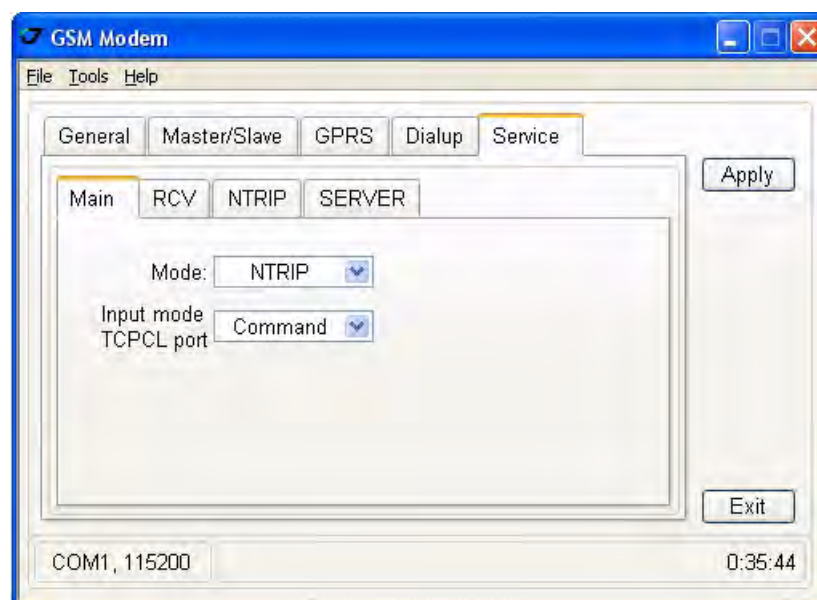 GSM Modem
File Tools Help
General Master/Slave GPRS Dialup Service
Apply
Main RCV NTRIP SERVER
Mode: NTRIP
Input mode
TCPCL port Command
Exit
COM1, 115200 0:35:44